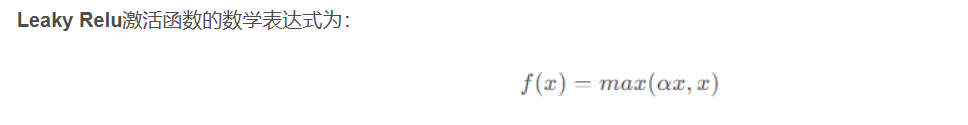 Leaky Relu激活函数的数学表达式为：
f(x) = max(αx, x)